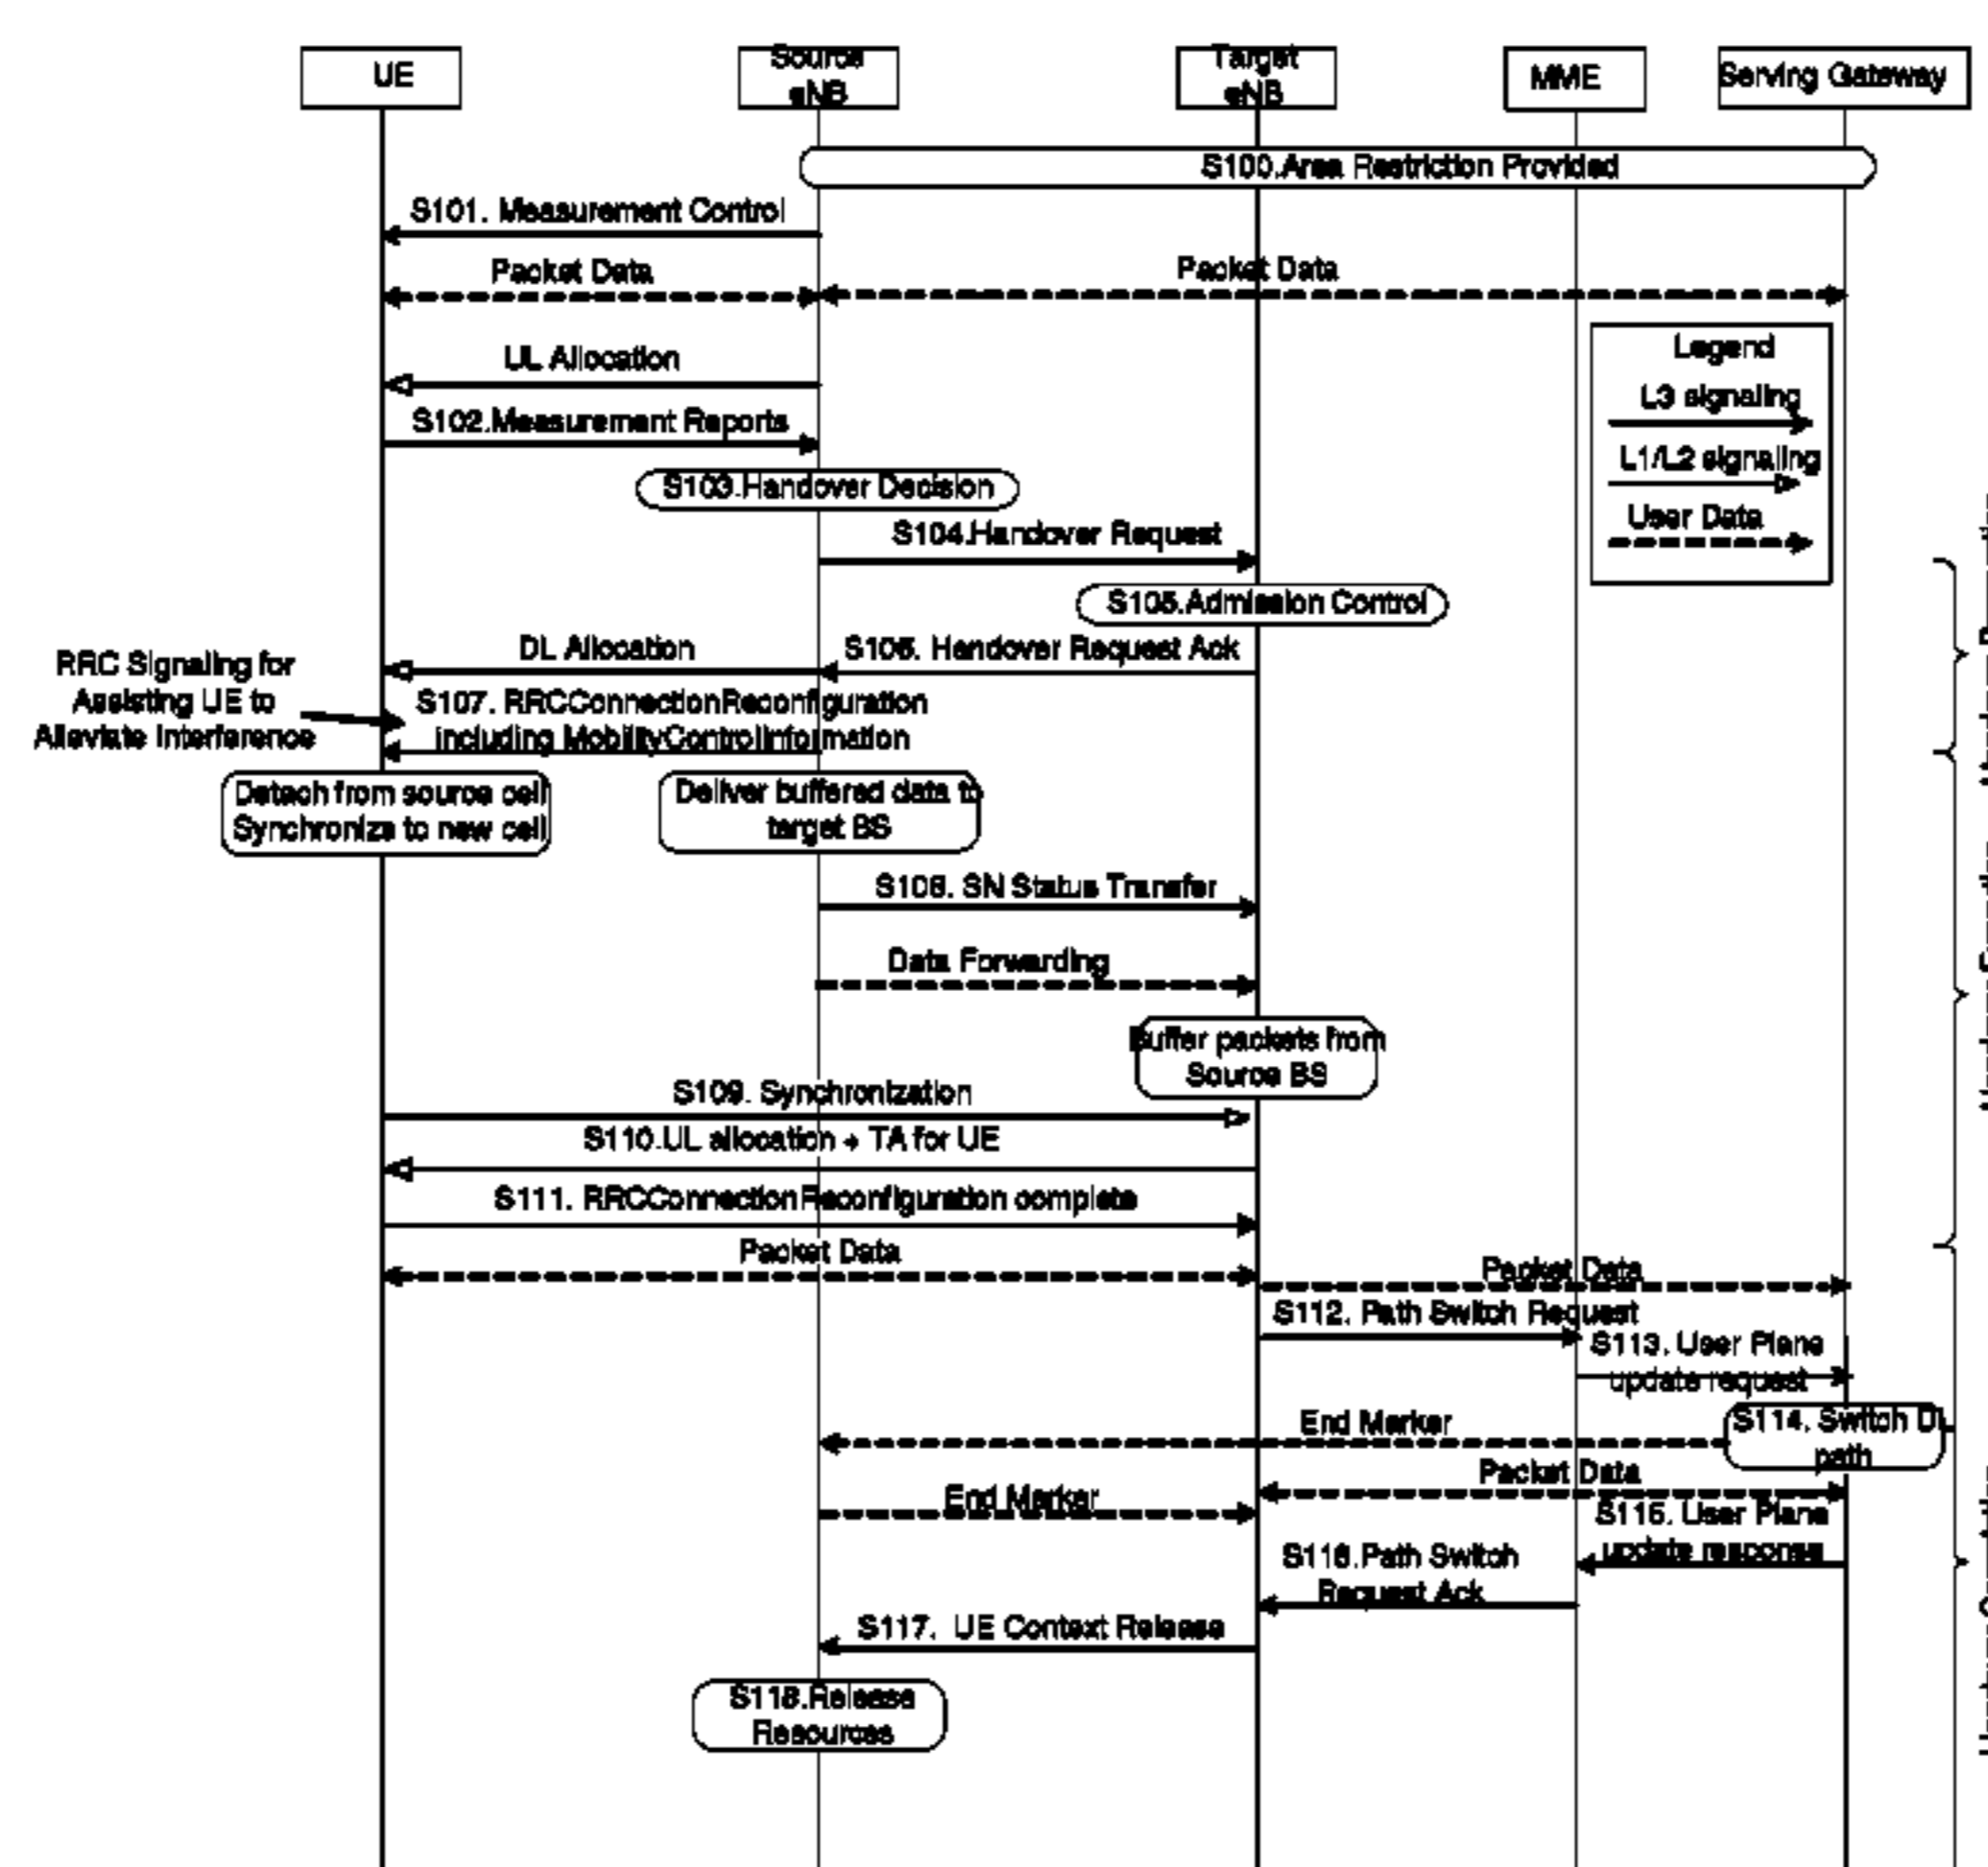 UE
Source
eNB
Target
eNB
MME
Serving Gateway
S100.Area Restriction Provided
S101. Measurement Control
Packet Data
Packet Data
UL Allocation
Legend
L3 signaling
L1/L2 signaling
User Data
S102.Measurement Reports
S103.Handover Decision
S104.Handover Request
S105.Admission Control
DL Allocation
S106. Handover Request Ack
RRC Signaling for
Assisting UE to
Alleviate Interference
S107. RRCConnectionReconfiguration
including MobilityControlInformation
Detach from source cell
Synchronize to new cell
Deliver buffered data to
target BS
S108. SN Status Transfer
Data Forwarding
Buffer packets from
Source BS
S109. Synchronization
S110.UL allocation + TA for UE
S111. RRCConnectionReconfiguration complete
Packet Data
Packet Data
S112. Path Switch Request
S113. User Plane
update request
End Marker
S114. Switch DL
path
Packet Data
End Marker
S115. User Plane
update response
S116.Path Switch
Request Ack
S117. UE Context Release
S118.Release
Resources